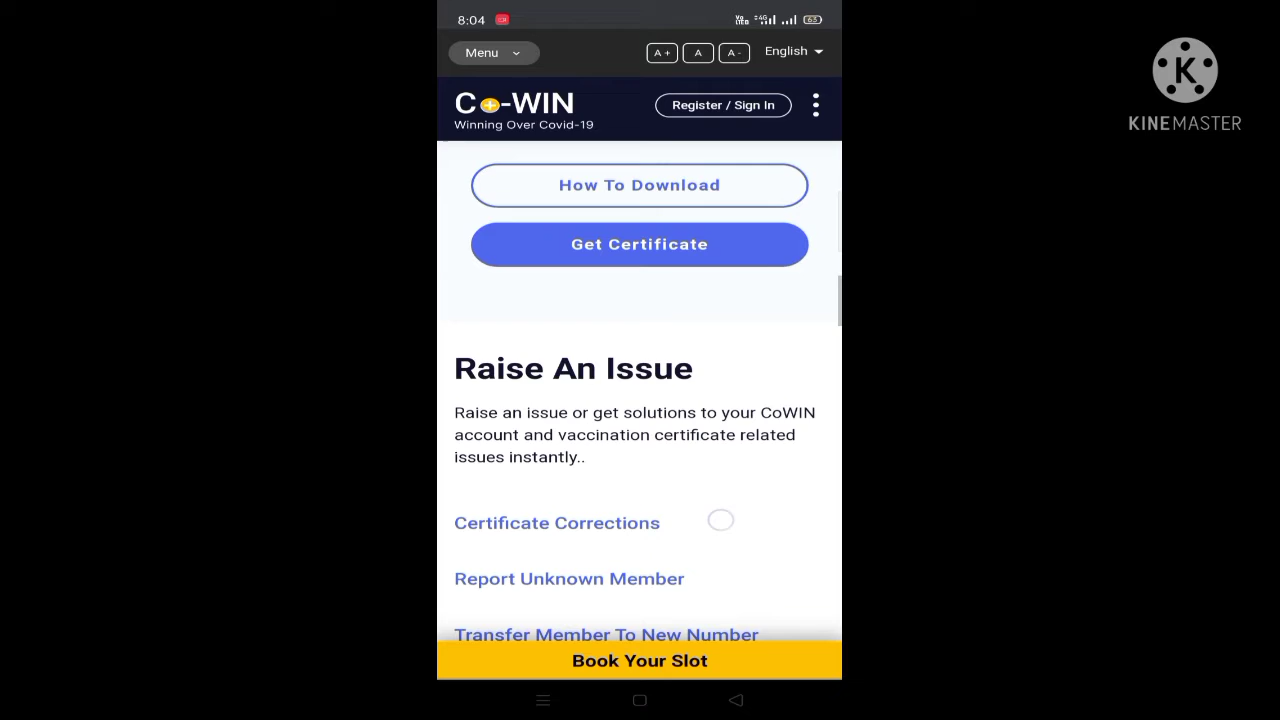 8:04
63
Menu
A +
A
A -
English
Co-WIN
Winning Over Covid-19
Register / Sign In
How To Download
Get Certificate
Raise An Issue
Raise an issue or get solutions to your CoWIN
account and vaccination certificate related
issues instantly..
Certificate Corrections
Report Unknown Member
Transfer Member To New Number
Book Your Slot
K
KINEMASTER